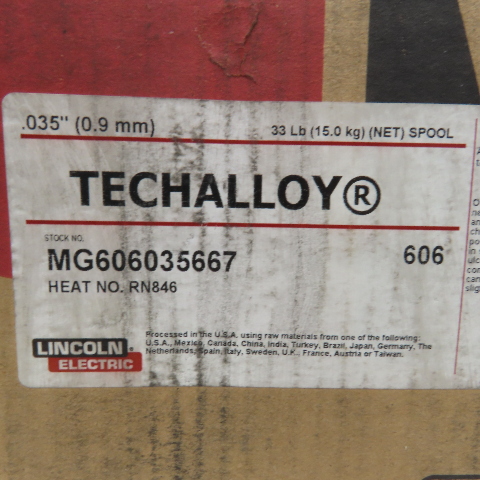 .035" (0.9 mm)
33 Lb (15.0 kg) (NET) SPOOL
TECHALLOY®
STOCK NO.
MG606035667
606
HEAT NO. RN846
Processed in the U.S.A. using raw materials from one of the following:
U.S.A., Mexico, Canada, China, India, Turkey, Brazil, Japan, Germany, The
Netherlands, Spain, Italy, Sweden, U.K., France, Austria or Taiwan.
LINCOLN
ELECTRIC